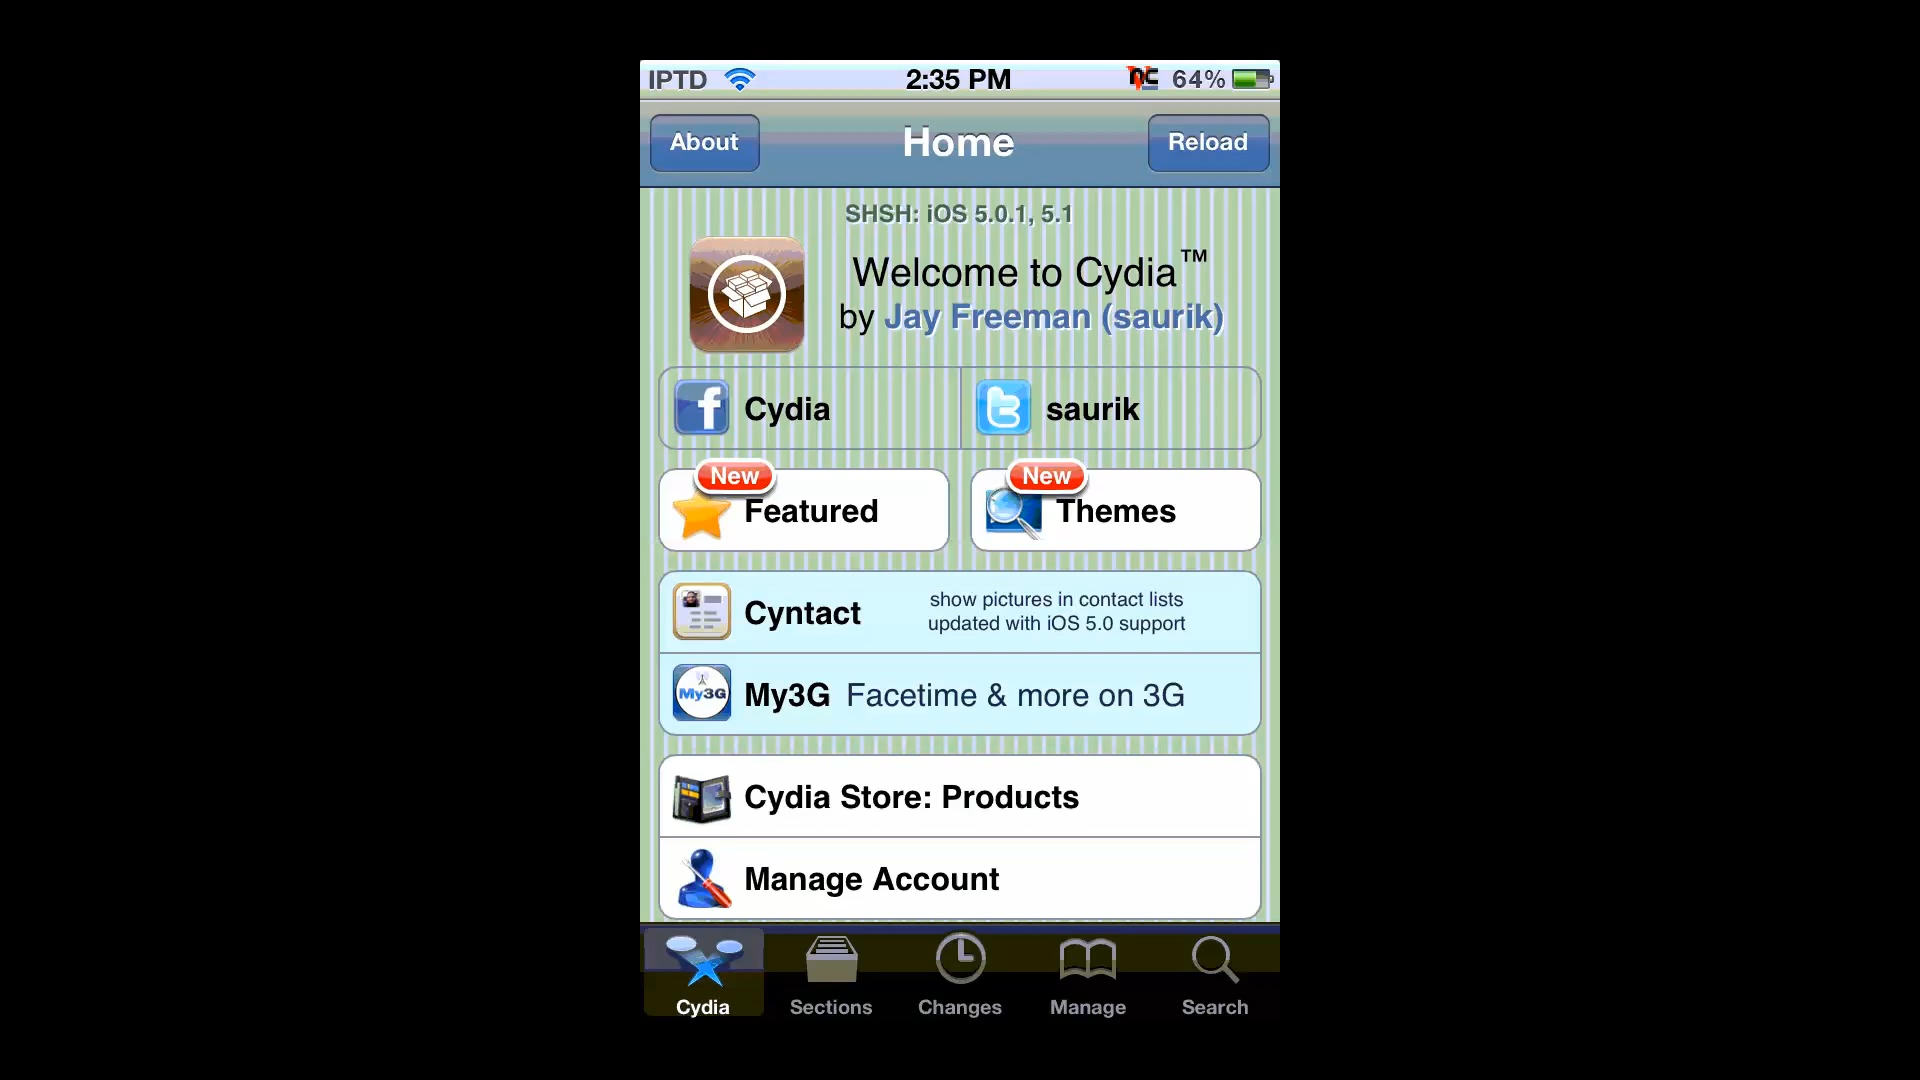 IPTD 2:35 PM 64%
About Home Reload
SHSH: iOS 5.0.1, 5.1
Welcome to Cydia™
by Jay Freeman (saurik)
Cydia saurik
New New
Featured Themes
Cyntact show pictures in contact lists
updated with iOS 5.0 support
My3G My3G Facetime & more on 3G
Cydia Store: Products
Manage Account
Cydia Sections Changes Manage Search